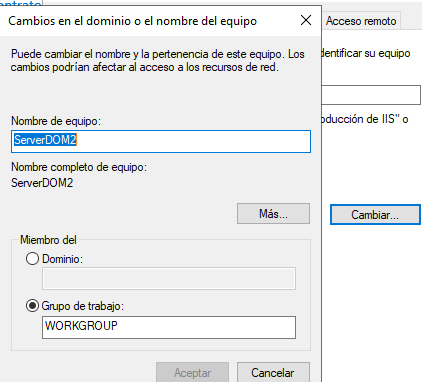 Cambios en el dominio o el nombre del equipo
Acceso remoto
Puede cambiar el nombre y la pertenencia de este equipo. Los
cambios podrían afectar al acceso a los recursos de red.
identificar su equipo
Nombre de equipo:
ServerDOM2
oducción de IIS" o
Nombre completo de equipo:
ServerDOM2
Más...
Cambiar...
Miembro del
Dominio:
Grupo de trabajo:
WORKGROUP
Aceptar
Cancelar